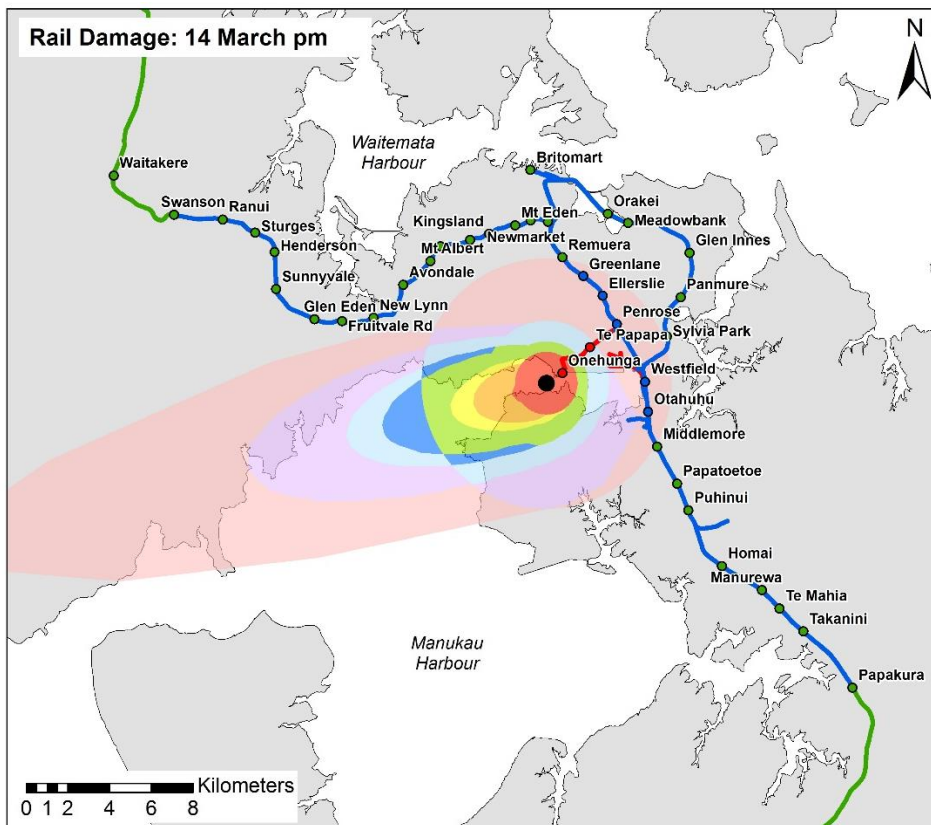 Rail Damage: 14 March pm
N
Waitemata
Harbour
Waitakere
Britomart
Swanson
Ranui
Sturges
Henderson
Sunnyvale
Glen Eden
Fruitvale Rd
New Lynn
Avondale
Mt Albert
Kingsland
Newmarket
Mt Eden
Orakei
Meadowbank
Remuera
Glen Innes
Greenlane
Ellerslie
Panmure
Penrose
Sylvia Park
Te Papapa
Onehunga
Westfield
Otahuhu
Middlemore
Papatoetoe
Puhinui
Homai
Manurewa
Te Mahia
Takanini
Manukau
Harbour
Papakura
Kilometers
0 1 2 4 6 8